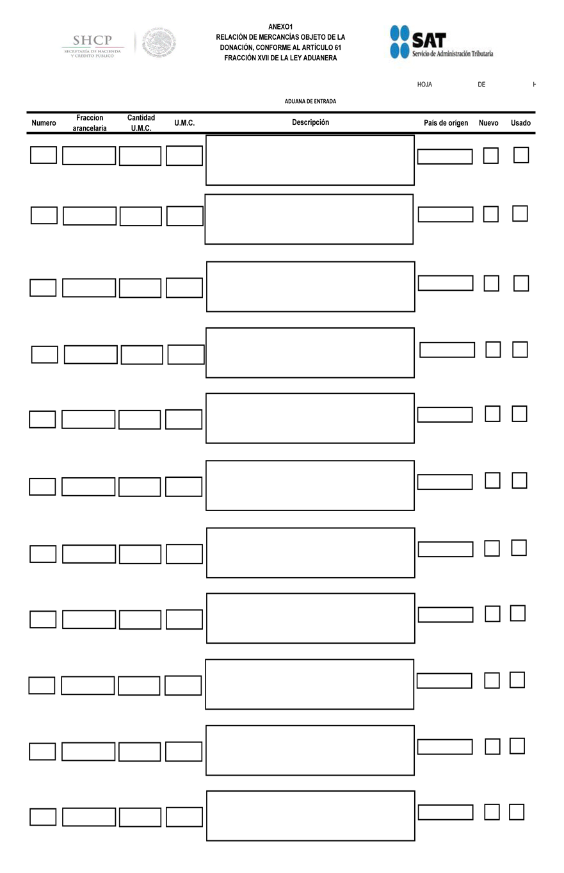 ANEXO1
RELACIÓN DE MERCANCÍAS OBJETO DE LA
DONACIÓN, CONFORME AL ARTÍCULO 61
FRACCIÓN XVII DE LA LEY ADUANERA
SHCP
SECRETARÍA DE HACIENDA
Y CRÉDITO PÚBLICO
SAT
Servicio de Administración Tributaria
HOJA DE H
ADUANA DE ENTRADA
Numero Fraccion arancelaria Cantidad U.M.C. U.M.C. Descripción Pais de origen Nuevo Usado